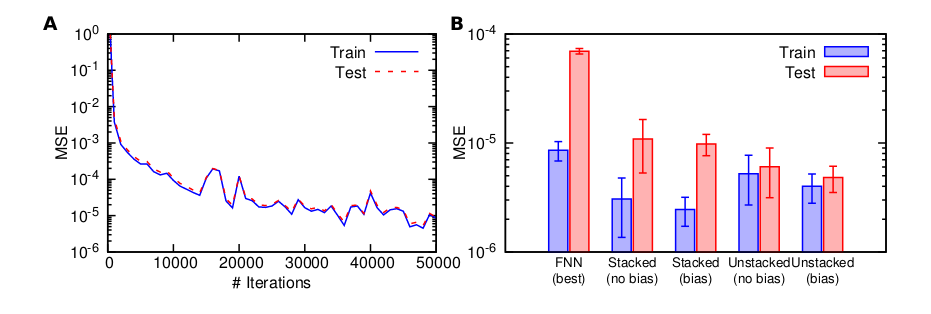 A
MSE
10^0
10^-1
10^-2
10^-3
10^-4
10^-5
10^-6
Train
Test
0 10000 20000 30000 40000 50000
# Iterations
B
MSE
10^-4
10^-5
10^-6
Train
Test
FNN (best)
Stacked (no bias)
Stacked (bias)
Unstacked (no bias)
Unstacked (bias)